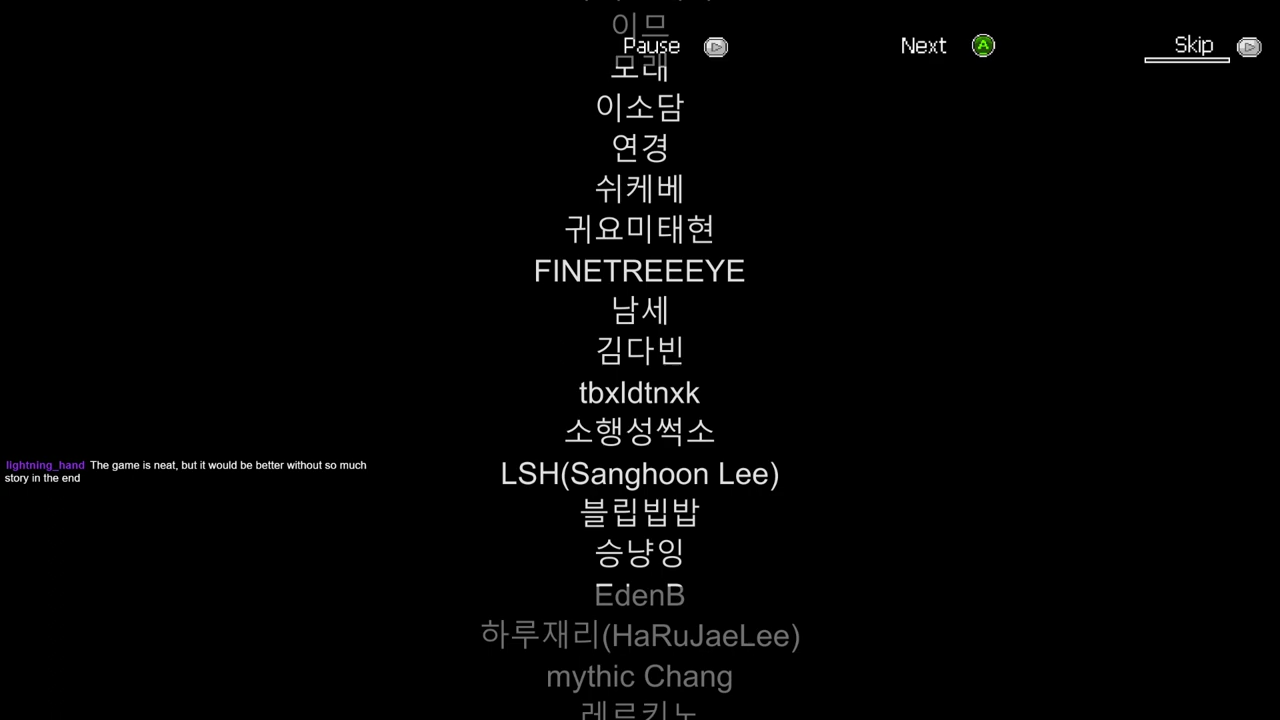 이므
Pause
Next
A
Skip
모래
이소담
연경
쉬케베
귀요미태현
FINETREEEYE
남세
김다빈
tbxldtnxk
소행성썩소
lightning_hand The game is neat, but it would be better without so much
story in the end
LSH(Sanghoon Lee)
블립빕밥
승냥잉
EdenB
하루재리(HaRuJaeLee)
mythic Chang